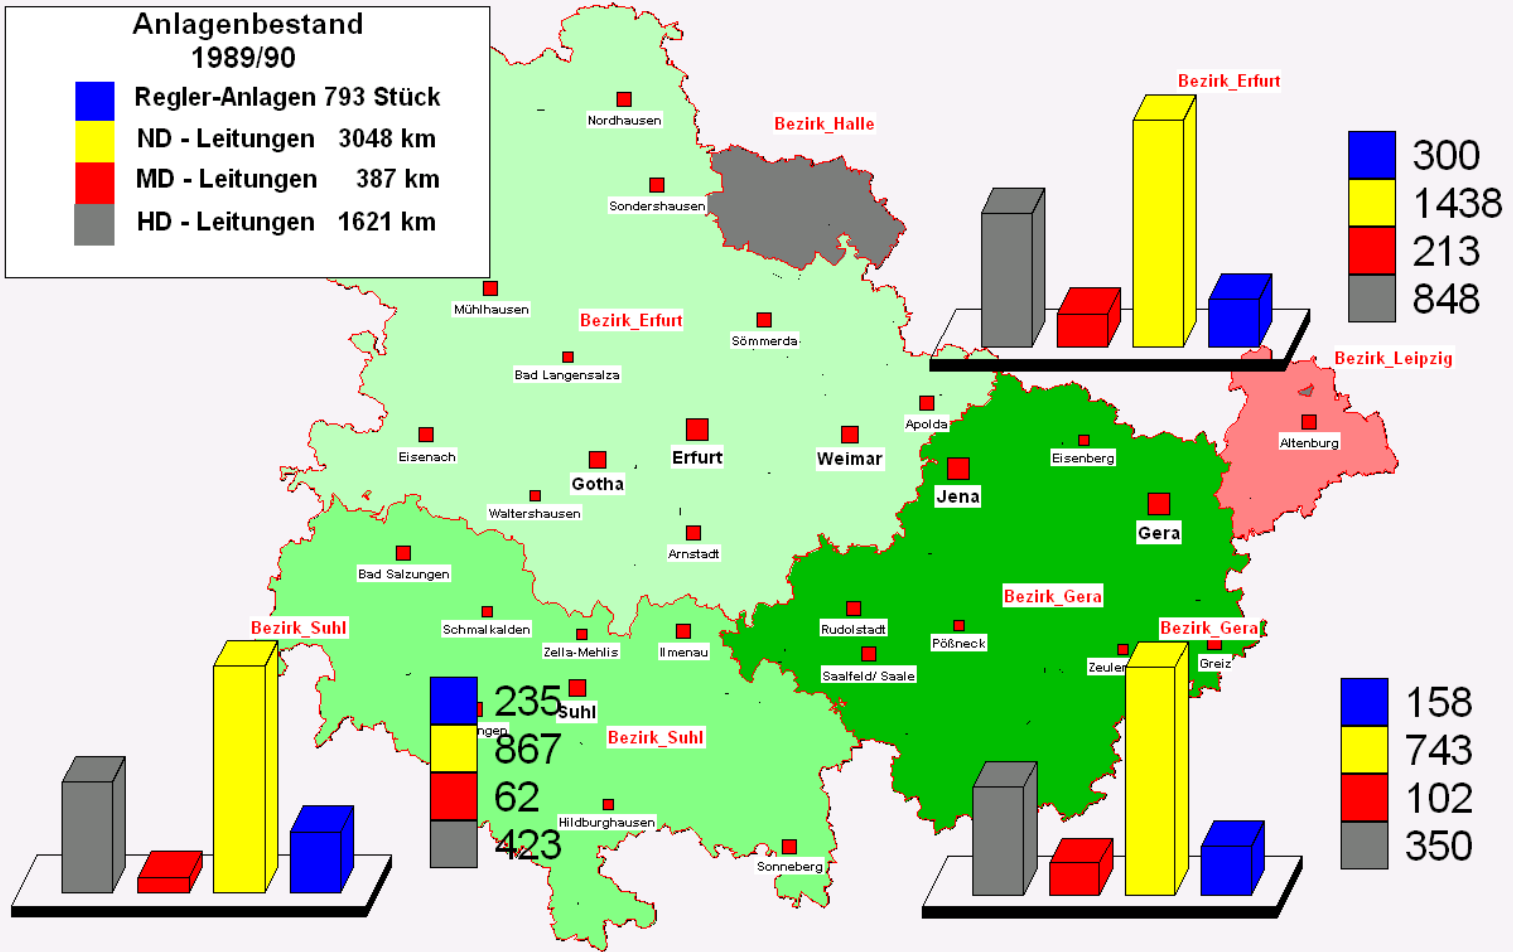 Anlagenbestand
1989/90
Regler-Anlagen 793 Stück
ND - Leitungen 3048 km
MD - Leitungen 387 km
HD - Leitungen 1621 km
Nordhausen
Bezirk_Halle
Sondershausen
Bezirk_Erfurt
300
1438
213
848
Mühlhausen
Bezirk_Erfurt
Sömmerda
Bad Langensalza
Bezirk_Leipzig
Altenburg
Apolda
Eisenach
Erfurt
Weimar
Eisenberg
Gotha
Jena
Waltershausen
Gera
Arnstadt
Bad Salzungen
Bezirk_Gera
Schmalkalden
Bezirk_Suhl
Zella-Mehlis
Ilmenau
Rudolstadt
Pößneck
Bezirk_Gera
Saalfeld/ Saale
Zeuler
Greiz
235
867
62
423
Suhl
ngen
Bezirk_Suhl
158
743
102
350
Hildburghausen
Sonneberg